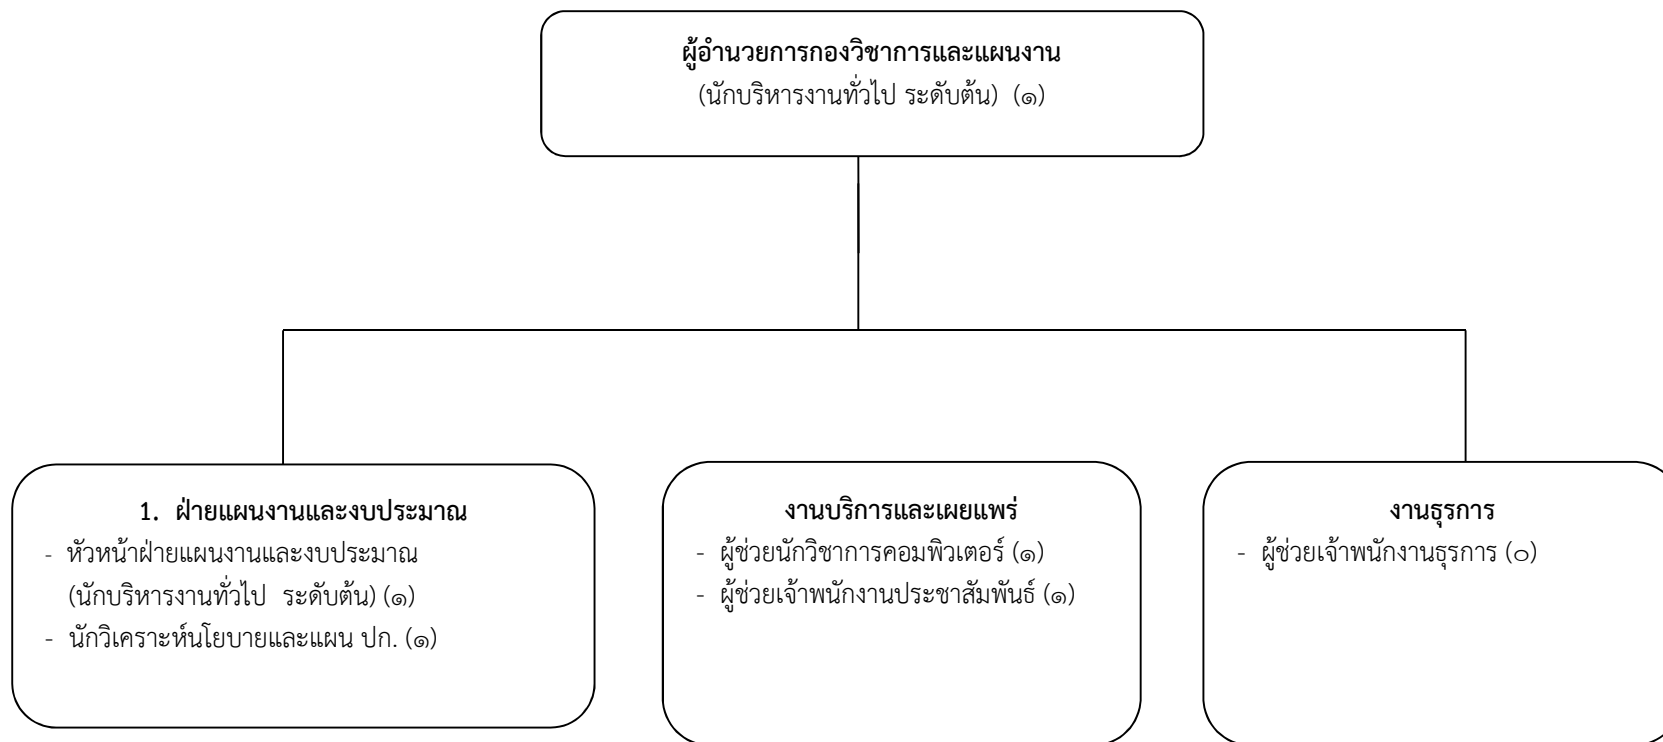 ผู้อำนวยการกองวิชาการและแผนงาน
(นักบริหารงานทั่วไป ระดับต้น) (๑)
1. ฝ่ายแผนงานและงบประมาณ
- หัวหน้าฝ่ายแผนงานและงบประมาณ
(นักบริหารงานทั่วไป ระดับต้น) (๑)
- นักวิเคราะห์นโยบายและแผน ปก. (๑)
งานบริการและเผยแพร่
- ผู้ช่วยนักวิชาการคอมพิวเตอร์ (๑)
- ผู้ช่วยเจ้าพนักงานประชาสัมพันธ์ (๑)
งานธุรการ
- ผู้ช่วยเจ้าพนักงานธุรการ (๐)